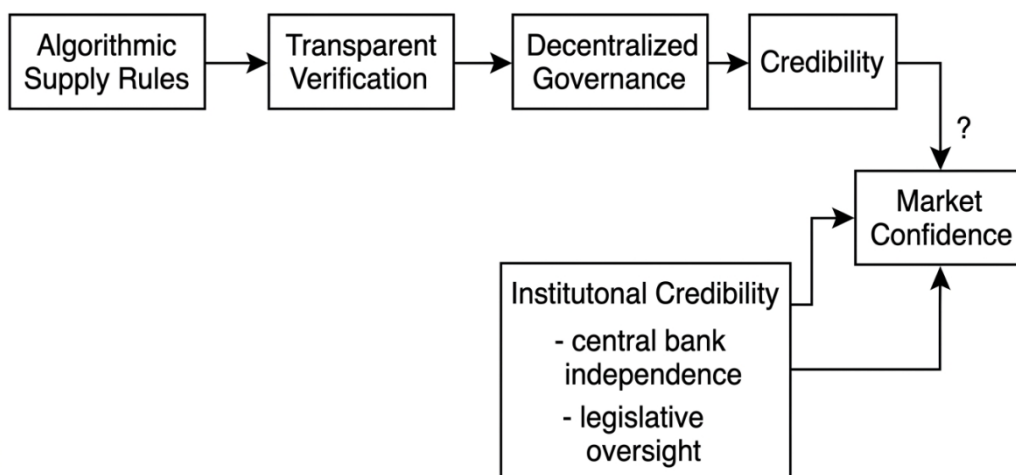 Algorithmic
Supply Rules
Transparent
Verification
Decentralized
Governance
Credibility
?
Market
Confidence
Institutonal Credibility
- central bank
independence
- legislative
oversight